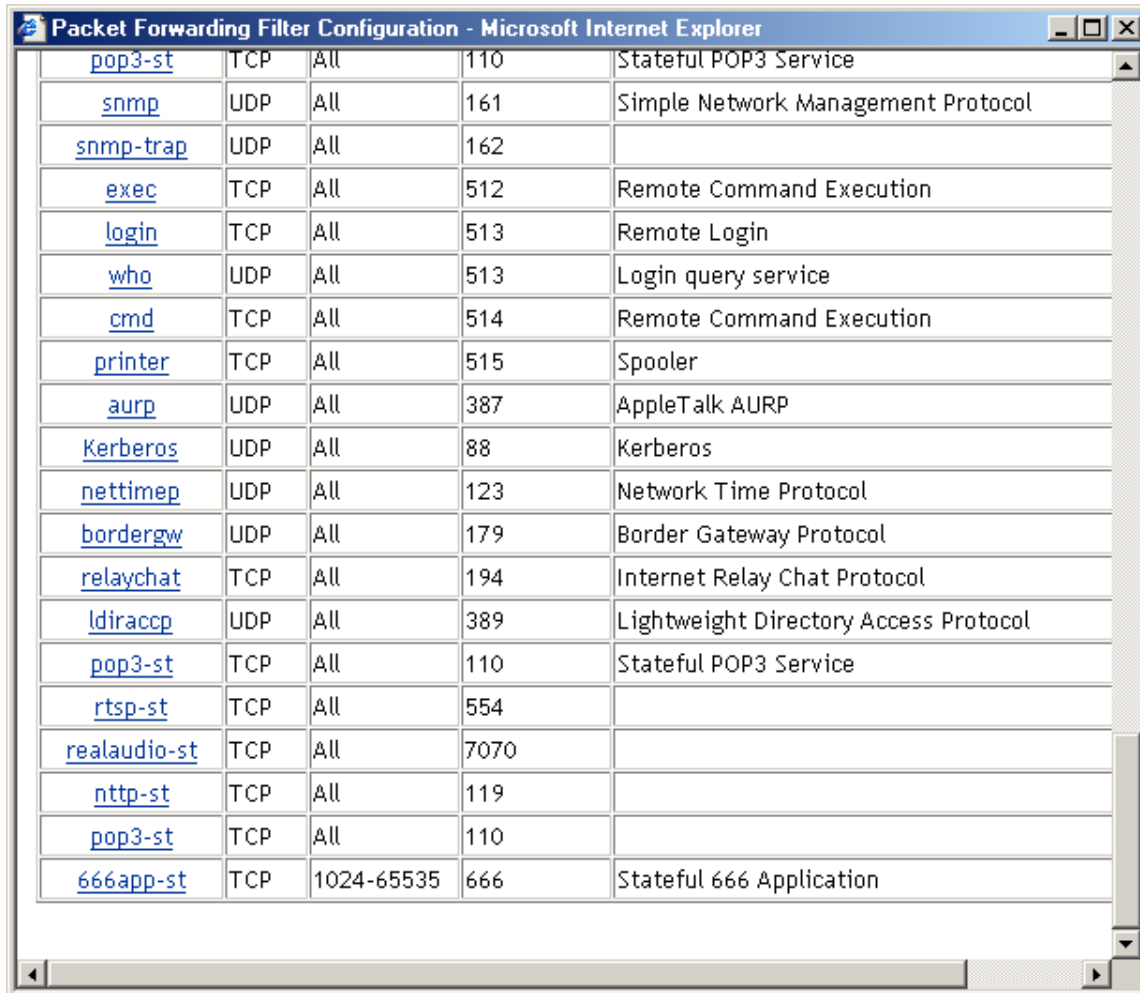 Packet Forwarding Filter Configuration - Microsoft Internet Explorer
pop3-st TCP All 110 Stateful POP3 Service
snmp UDP All 161 Simple Network Management Protocol
snmp-trap UDP All 162
exec TCP All 512 Remote Command Execution
login TCP All 513 Remote Login
who UDP All 513 Login query service
cmd TCP All 514 Remote Command Execution
printer TCP All 515 Spooler
aurp UDP All 387 AppleTalk AURP
Kerberos UDP All 88 Kerberos
nettimep UDP All 123 Network Time Protocol
bordergw UDP All 179 Border Gateway Protocol
relaychat TCP All 194 Internet Relay Chat Protocol
ldiraccp UDP All 389 Lightweight Directory Access Protocol
pop3-st TCP All 110 Stateful POP3 Service
rtsp-st TCP All 554
realaudio-st TCP All 7070
nttp-st TCP All 119
pop3-st TCP All 110
666app-st TCP 1024-65535 666 Stateful 666 Application